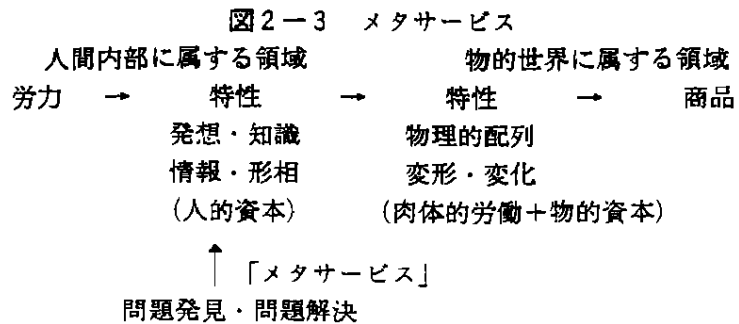 図2-3 メタサービス
人間内部に属する領域 物的世界に属する領域
労力 → 特性 → 特性 → 商品
発想・知識 物理的配列
情報・形相 変形・変化
(人的資本) (肉体的労働+物的資本)
↑ 「メタサービス」
問題発見・問題解決